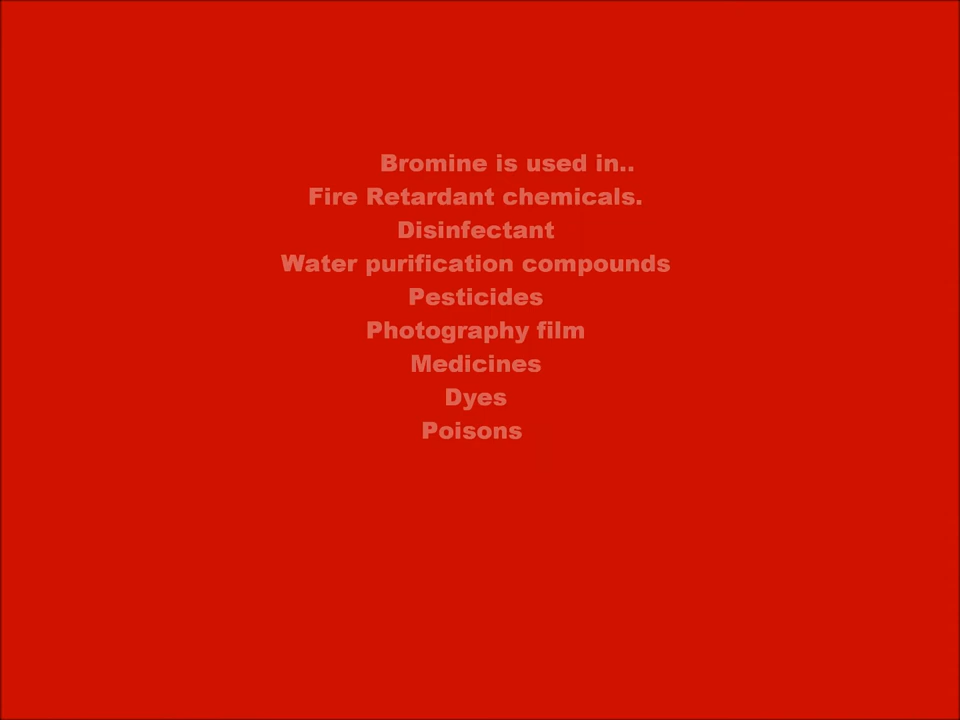 Bromine is used in..
Fire Retardant chemicals.
Disinfectant
Water purification compounds
Pesticides
Photography film
Medicines
Dyes
Poisons